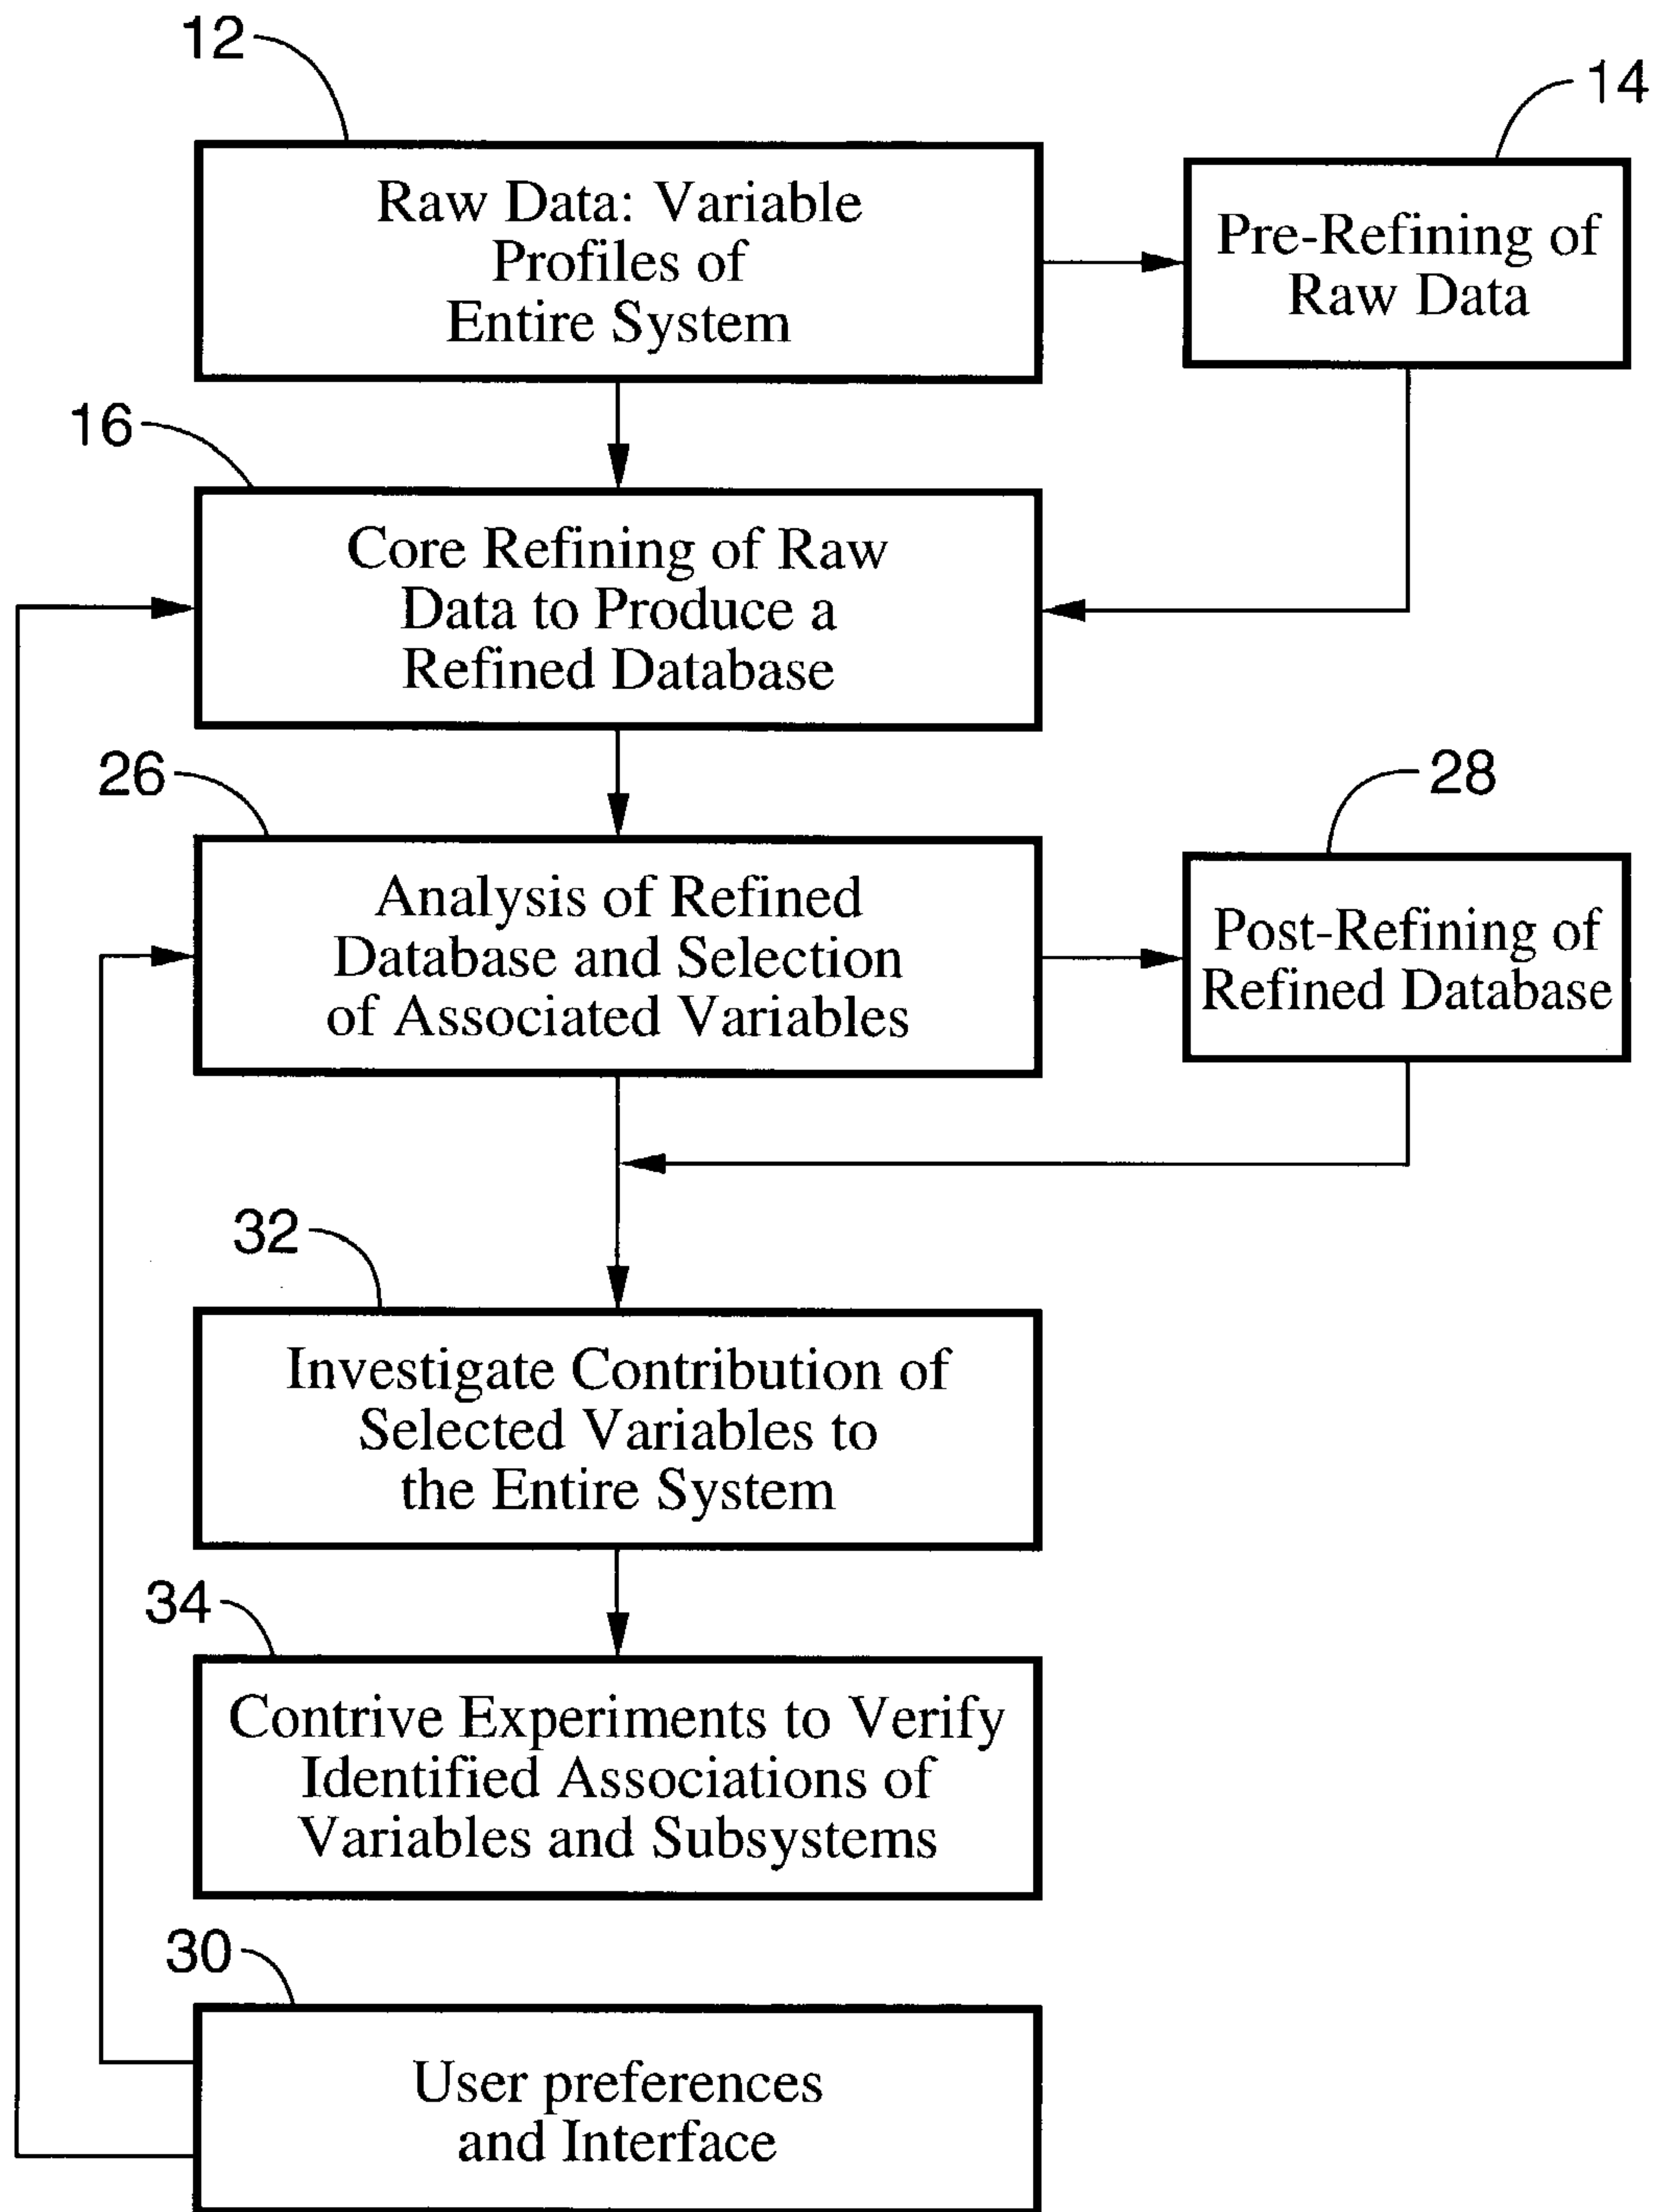 12
14
Raw Data: Variable
Profiles of
Entire System
Pre-Refining of
Raw Data
16
Core Refining of Raw
Data to Produce a
Refined Database
26
28
Analysis of Refined
Database and Selection
of Associated Variables
Post-Refining of
Refined Database
32
Investigate Contribution of
Selected Variables to
the Entire System
34
Contrive Experiments to Verify
Identified Associations of
Variables and Subsystems
30
User preferences
and Interface